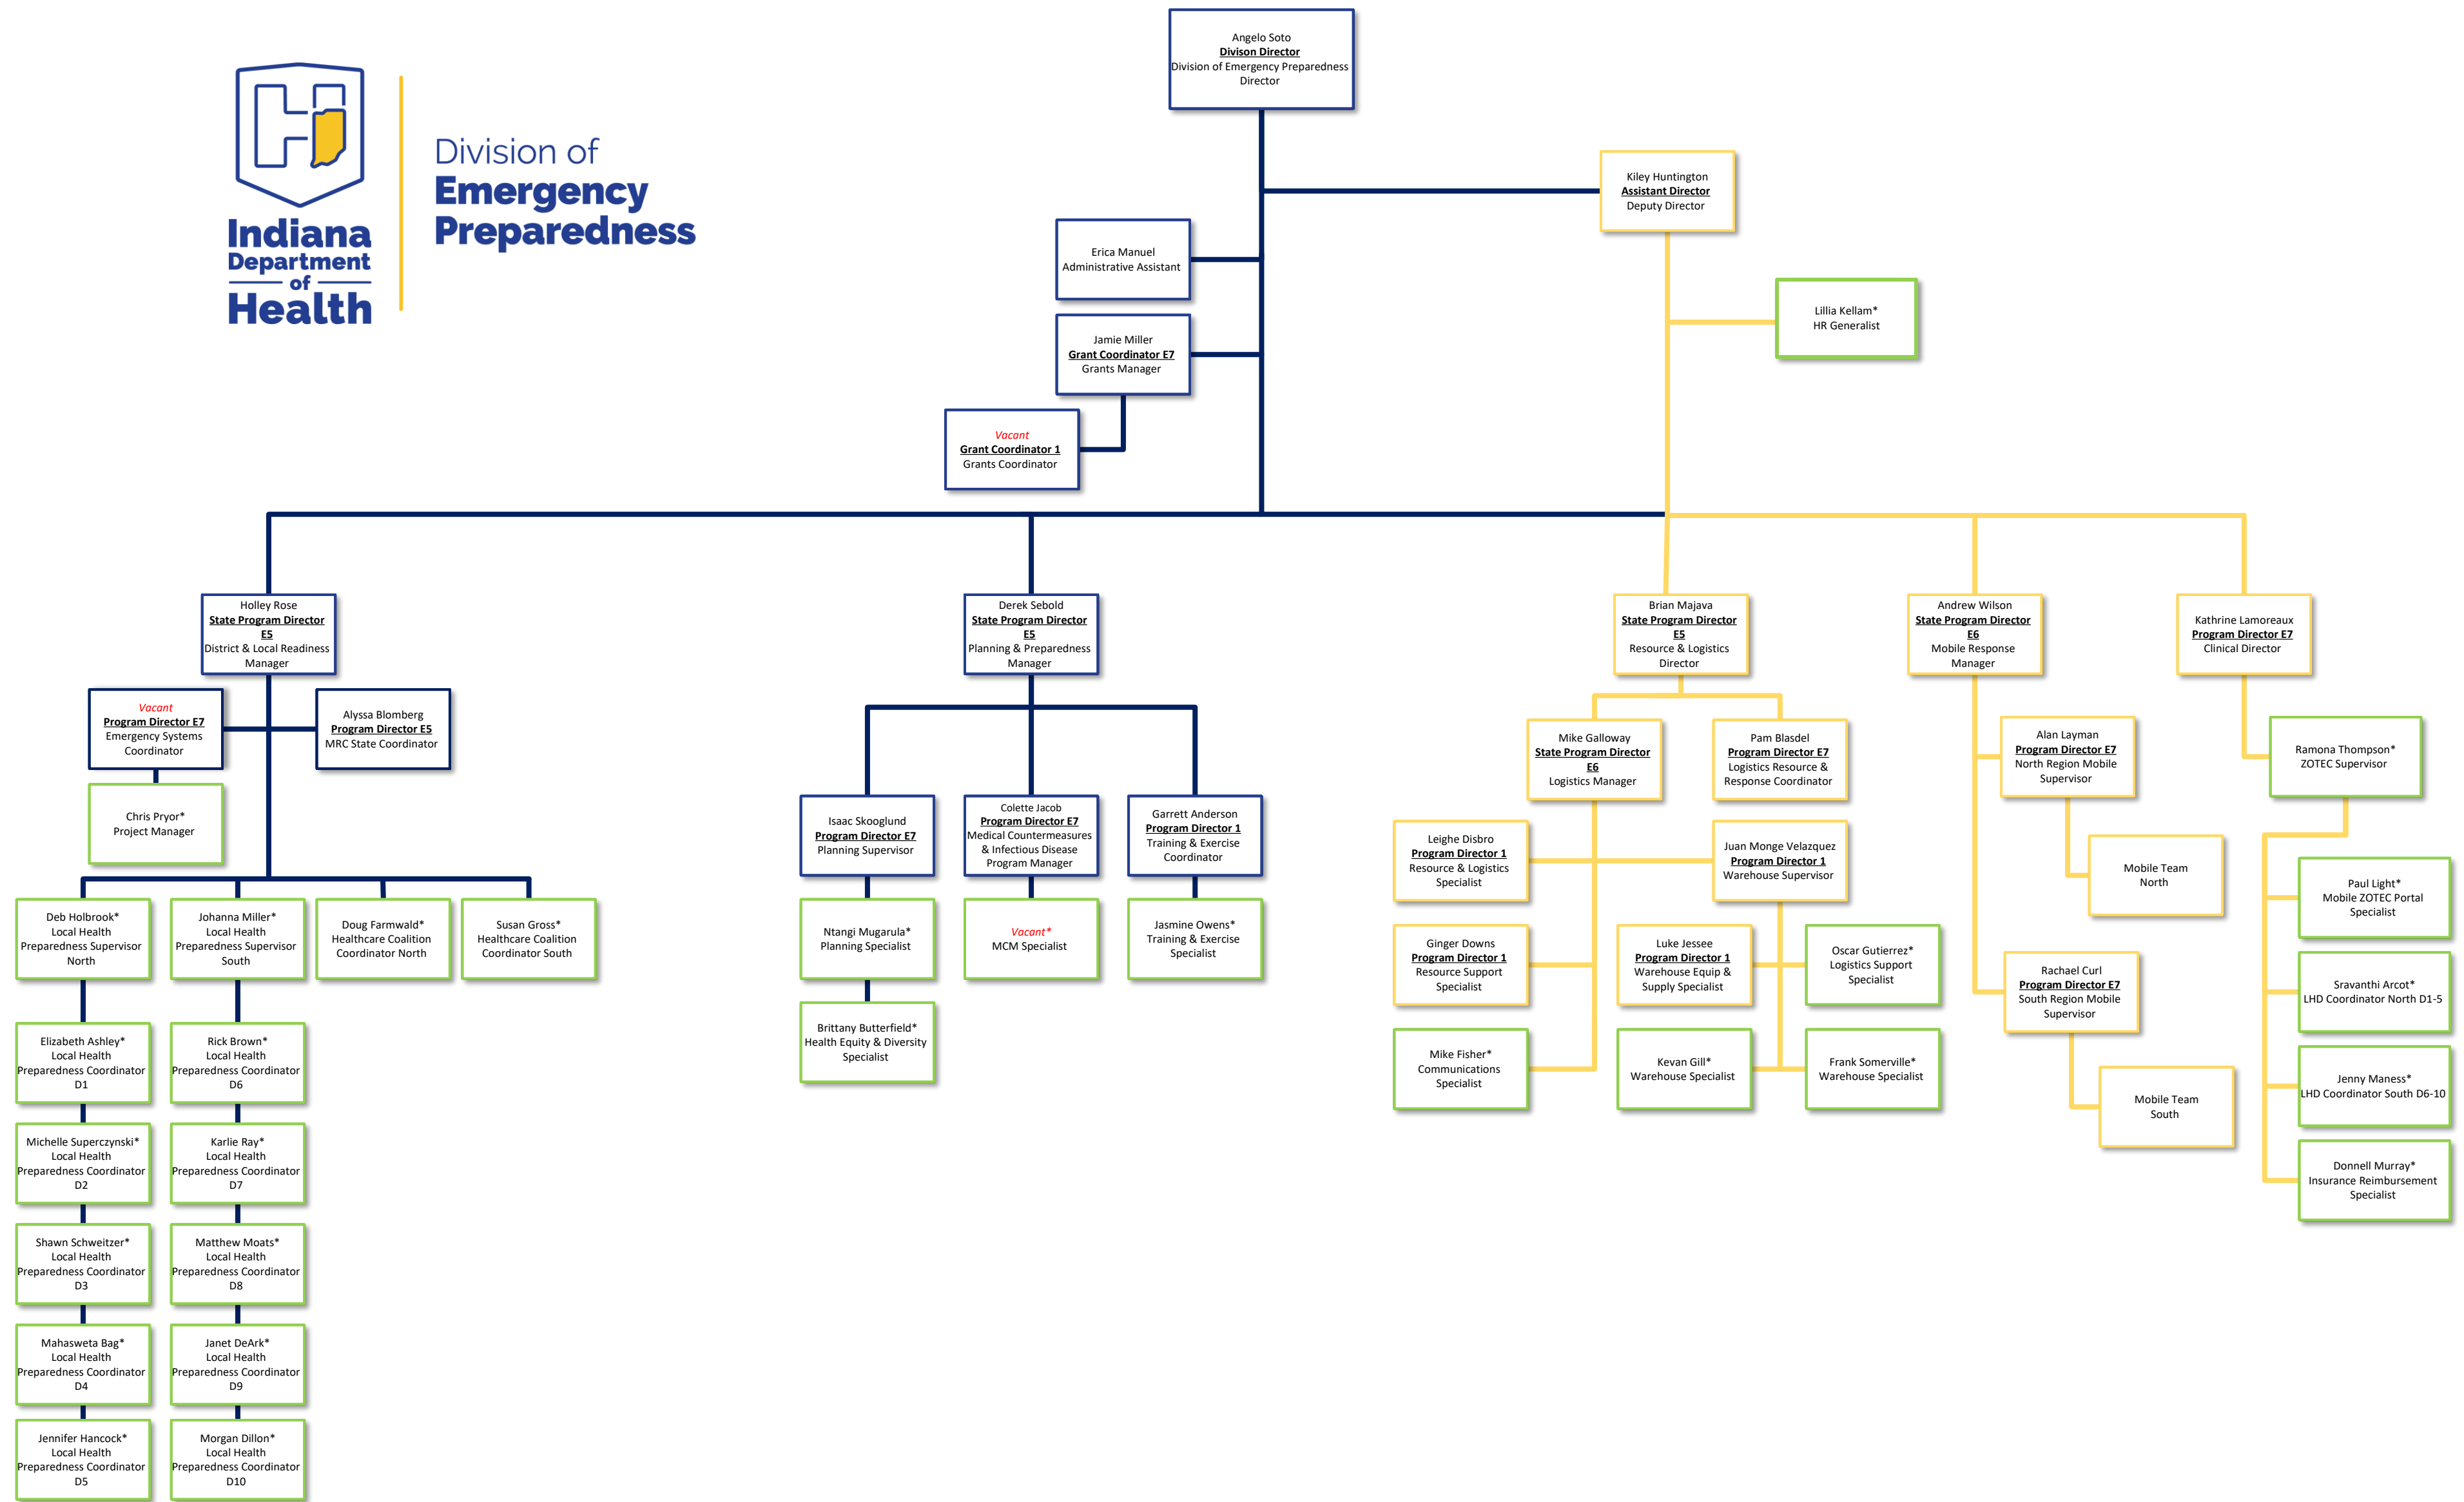 Indiana
Department
of
Health
Division of
Emergency
Preparedness
Angelo Soto
Divison Director
Division of Emergency Preparedness
Director
Kiley Huntington
Assistant Director
Deputy Director
Erica Manuel
Administrative Assistant
Lillia Kellam*
HR Generalist
Jamie Miller
Grant Coordinator E7
Grants Manager
Vacant
Grant Coordinator 1
Grants Coordinator
Holley Rose
State Program Director
E5
District & Local Readiness
Manager
Derek Sebold
State Program Director
E5
Planning & Preparedness
Manager
Brian Majava
State Program Director
E5
Resource & Logistics
Director
Andrew Wilson
State Program Director
E6
Mobile Response
Manager
Kathrine Lamoreaux
Program Director E7
Clinical Director
Vacant
Program Director E7
Emergency Systems
Coordinator
Alyssa Blomberg
Program Director E5
MRC State Coordinator
Chris Pryor*
Project Manager
Deb Holbrook*
Local Health
Preparedness Supervisor
North
Johanna Miller*
Local Health
Preparedness Supervisor
South
Doug Farmwald*
Healthcare Coalition
Coordinator North
Susan Gross*
Healthcare Coalition
Coordinator South
Elizabeth Ashley*
Local Health
Preparedness Coordinator
D1
Rick Brown*
Local Health
Preparedness Coordinator
D6
Michelle Superczynski*
Local Health
Preparedness Coordinator
D2
Karlie Ray*
Local Health
Preparedness Coordinator
D7
Shawn Schweitzer*
Local Health
Preparedness Coordinator
D3
Matthew Moats*
Local Health
Preparedness Coordinator
D8
Mahasweta Bag*
Local Health
Preparedness Coordinator
D4
Janet DeArk*
Local Health
Preparedness Coordinator
D9
Jennifer Hancock*
Local Health
Preparedness Coordinator
D5
Morgan Dillon*
Local Health
Preparedness Coordinator
D10
Isaac Skooglund
Program Director E7
Planning Supervisor
Colette Jacob
Program Director E7
Medical Countermeasures
& Infectious Disease
Program Manager
Garrett Anderson
Program Director 1
Training & Exercise
Coordinator
Ntangi Mugarula*
Planning Specialist
Vacant*
MCM Specialist
Jasmine Owens*
Training & Exercise
Specialist
Brittany Butterfield*
Health Equity & Diversity
Specialist
Mike Galloway
State Program Director
E6
Logistics Manager
Pam Blasdel
Program Director E7
Logistics Resource &
Response Coordinator
Leighe Disbro
Program Director 1
Resource & Logistics
Specialist
Juan Monge Velazquez
Program Director 1
Warehouse Supervisor
Ginger Downs
Program Director 1
Resource Support
Specialist
Luke Jessee
Program Director 1
Warehouse Equip &
Supply Specialist
Oscar Gutierrez*
Logistics Support
Specialist
Mike Fisher*
Communications
Specialist
Kevan Gill*
Warehouse Specialist
Frank Somerville*
Warehouse Specialist
Alan Layman
Program Director E7
North Region Mobile
Supervisor
Mobile Team
North
Rachael Curl
Program Director E7
South Region Mobile
Supervisor
Mobile Team
South
Ramona Thompson*
ZOTEC Supervisor
Paul Light*
Mobile ZOTEC Portal
Specialist
Sravanthi Arcot*
LHD Coordinator North D1-5
Jenny Maness*
LHD Coordinator South D6-10
Donnell Murray*
Insurance Reimbursement
Specialist